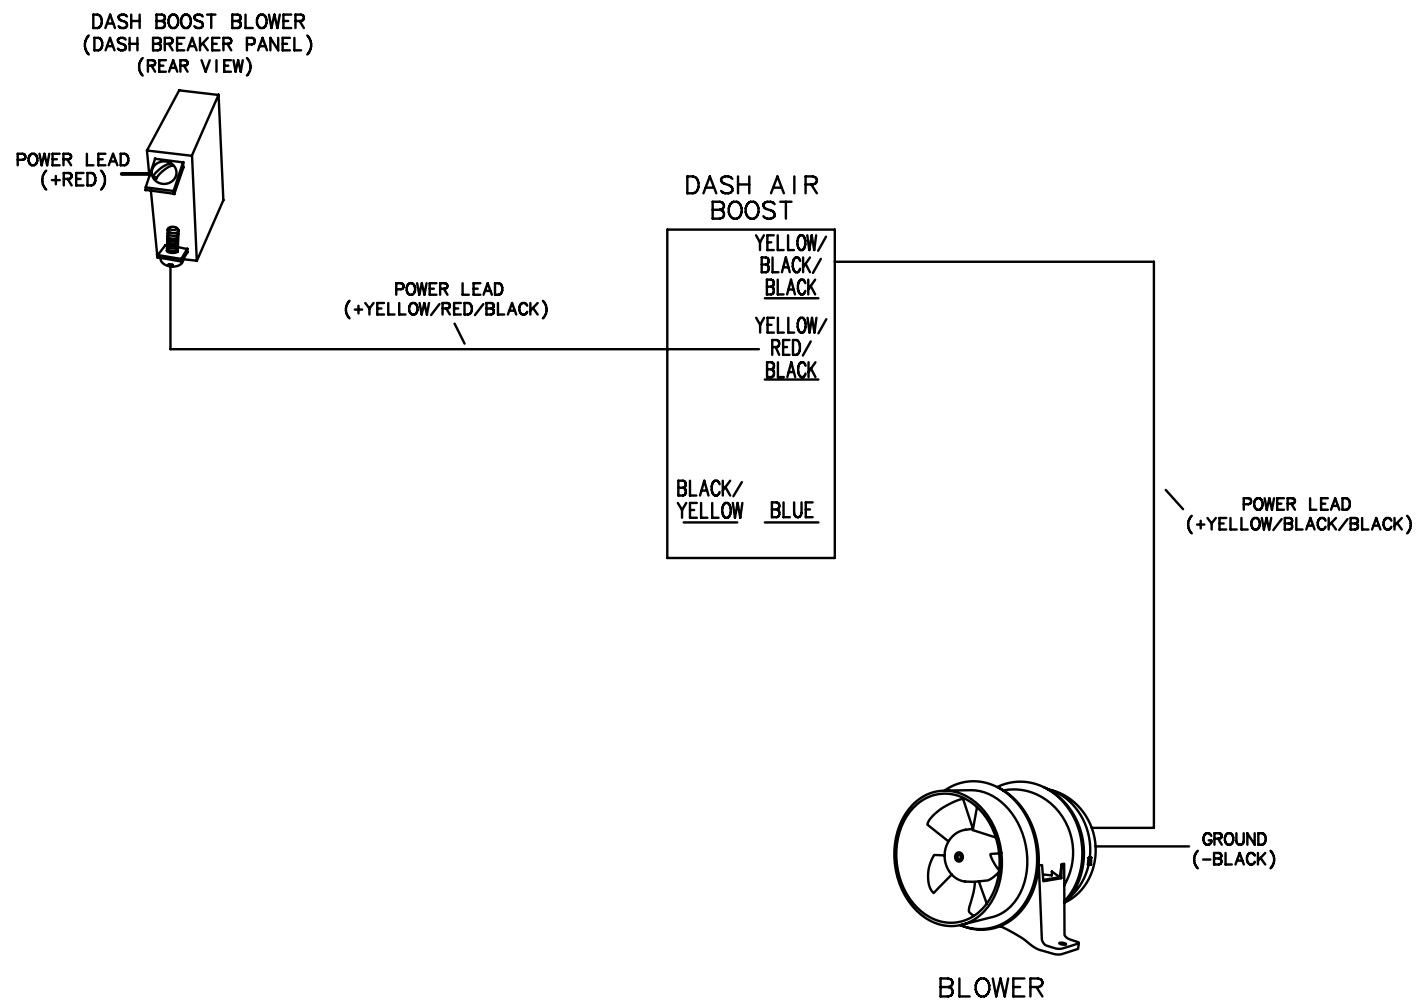 DASH BOOST BLOWER
(DASH BREAKER PANEL)
(REAR VIEW)
POWER LEAD
(+RED)
DASH AIR
BOOST
YELLOW/
BLACK/
BLACK
POWER LEAD
(+YELLOW/RED/BLACK)
YELLOW/
RED/
BLACK
BLACK/
YELLOW
BLUE
POWER LEAD
(+YELLOW/BLACK/BLACK)
GROUND
(-BLACK)
BLOWER